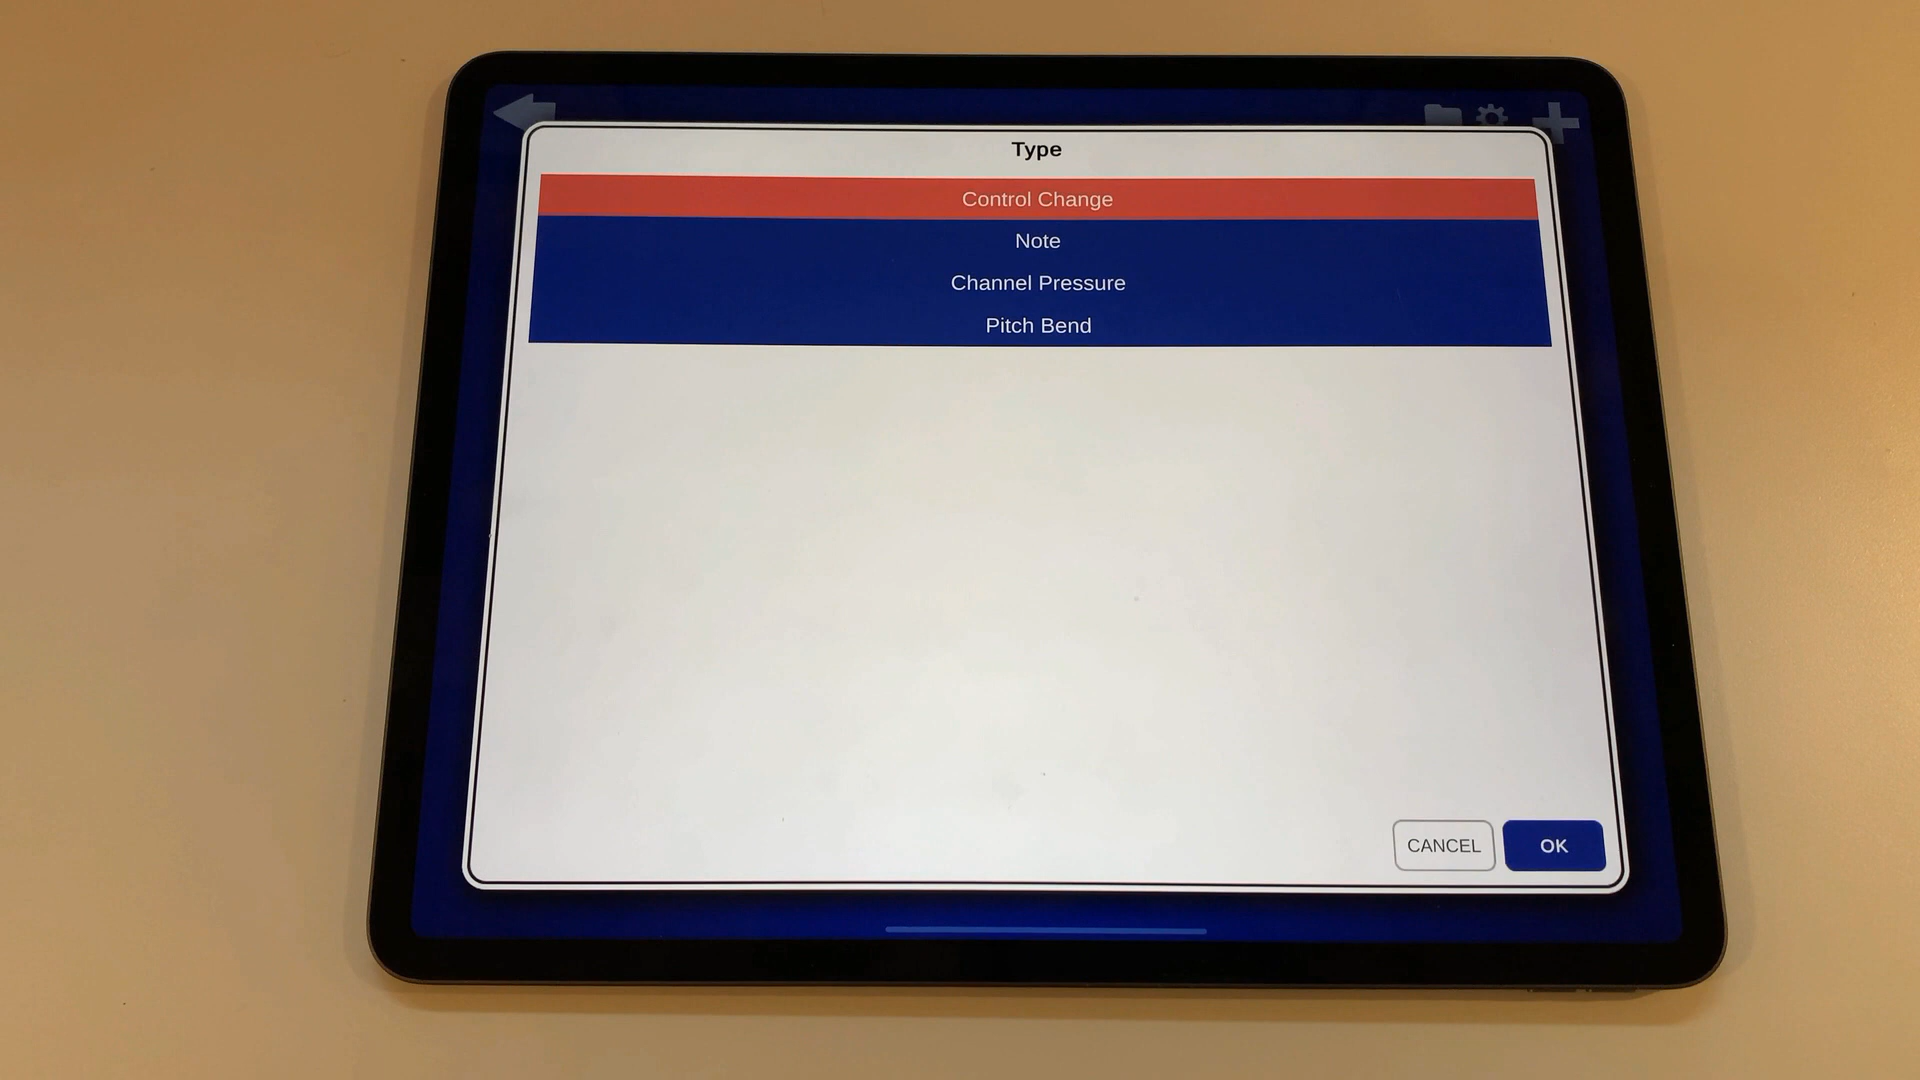 Type
Control Change
Note
Channel Pressure
Pitch Bend
CANCEL
OK